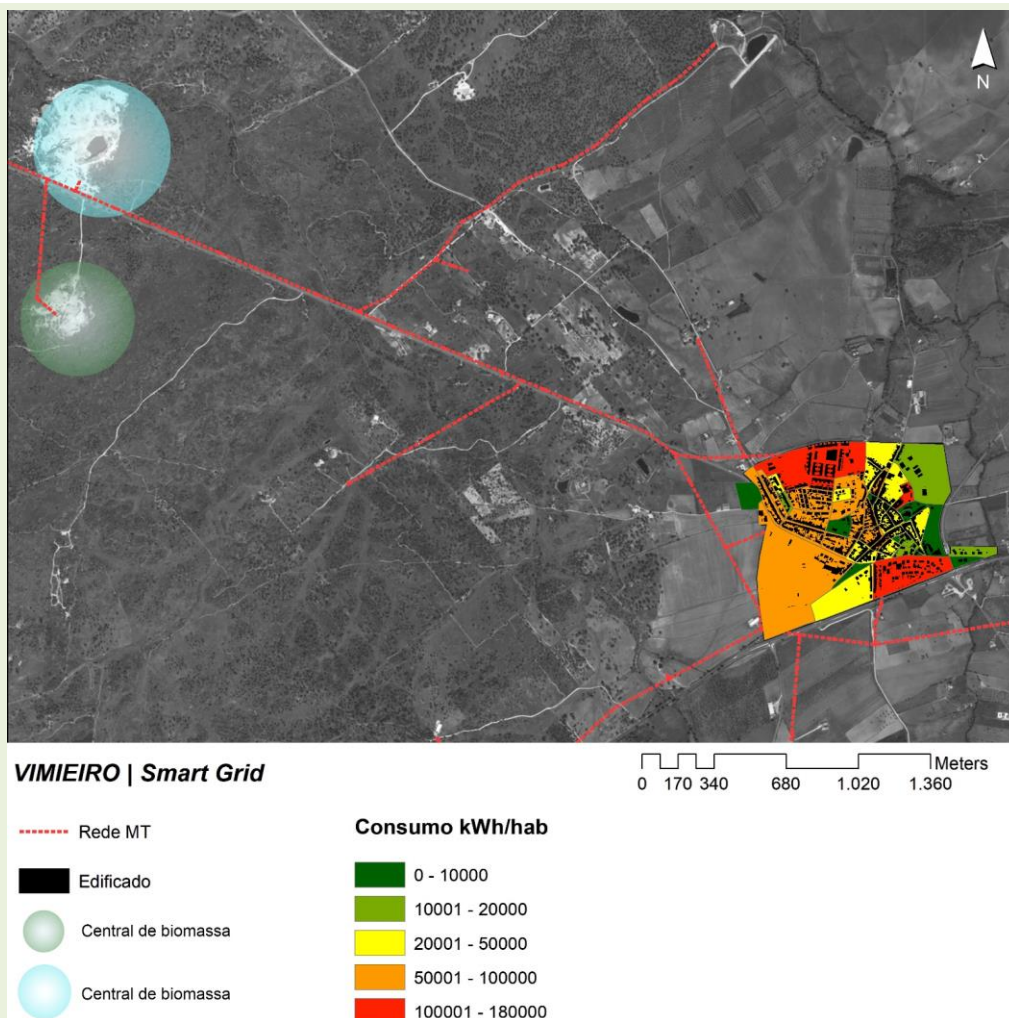 N
VIMIEIRO | Smart Grid
Meters
0 170 340 680 1.020 1.360
Rede MT
Edificado
Central de biomassa
Central de biomassa
Consumo kWh/hab
0 - 10000
10001 - 20000
20001 - 50000
50001 - 100000
100001 - 180000